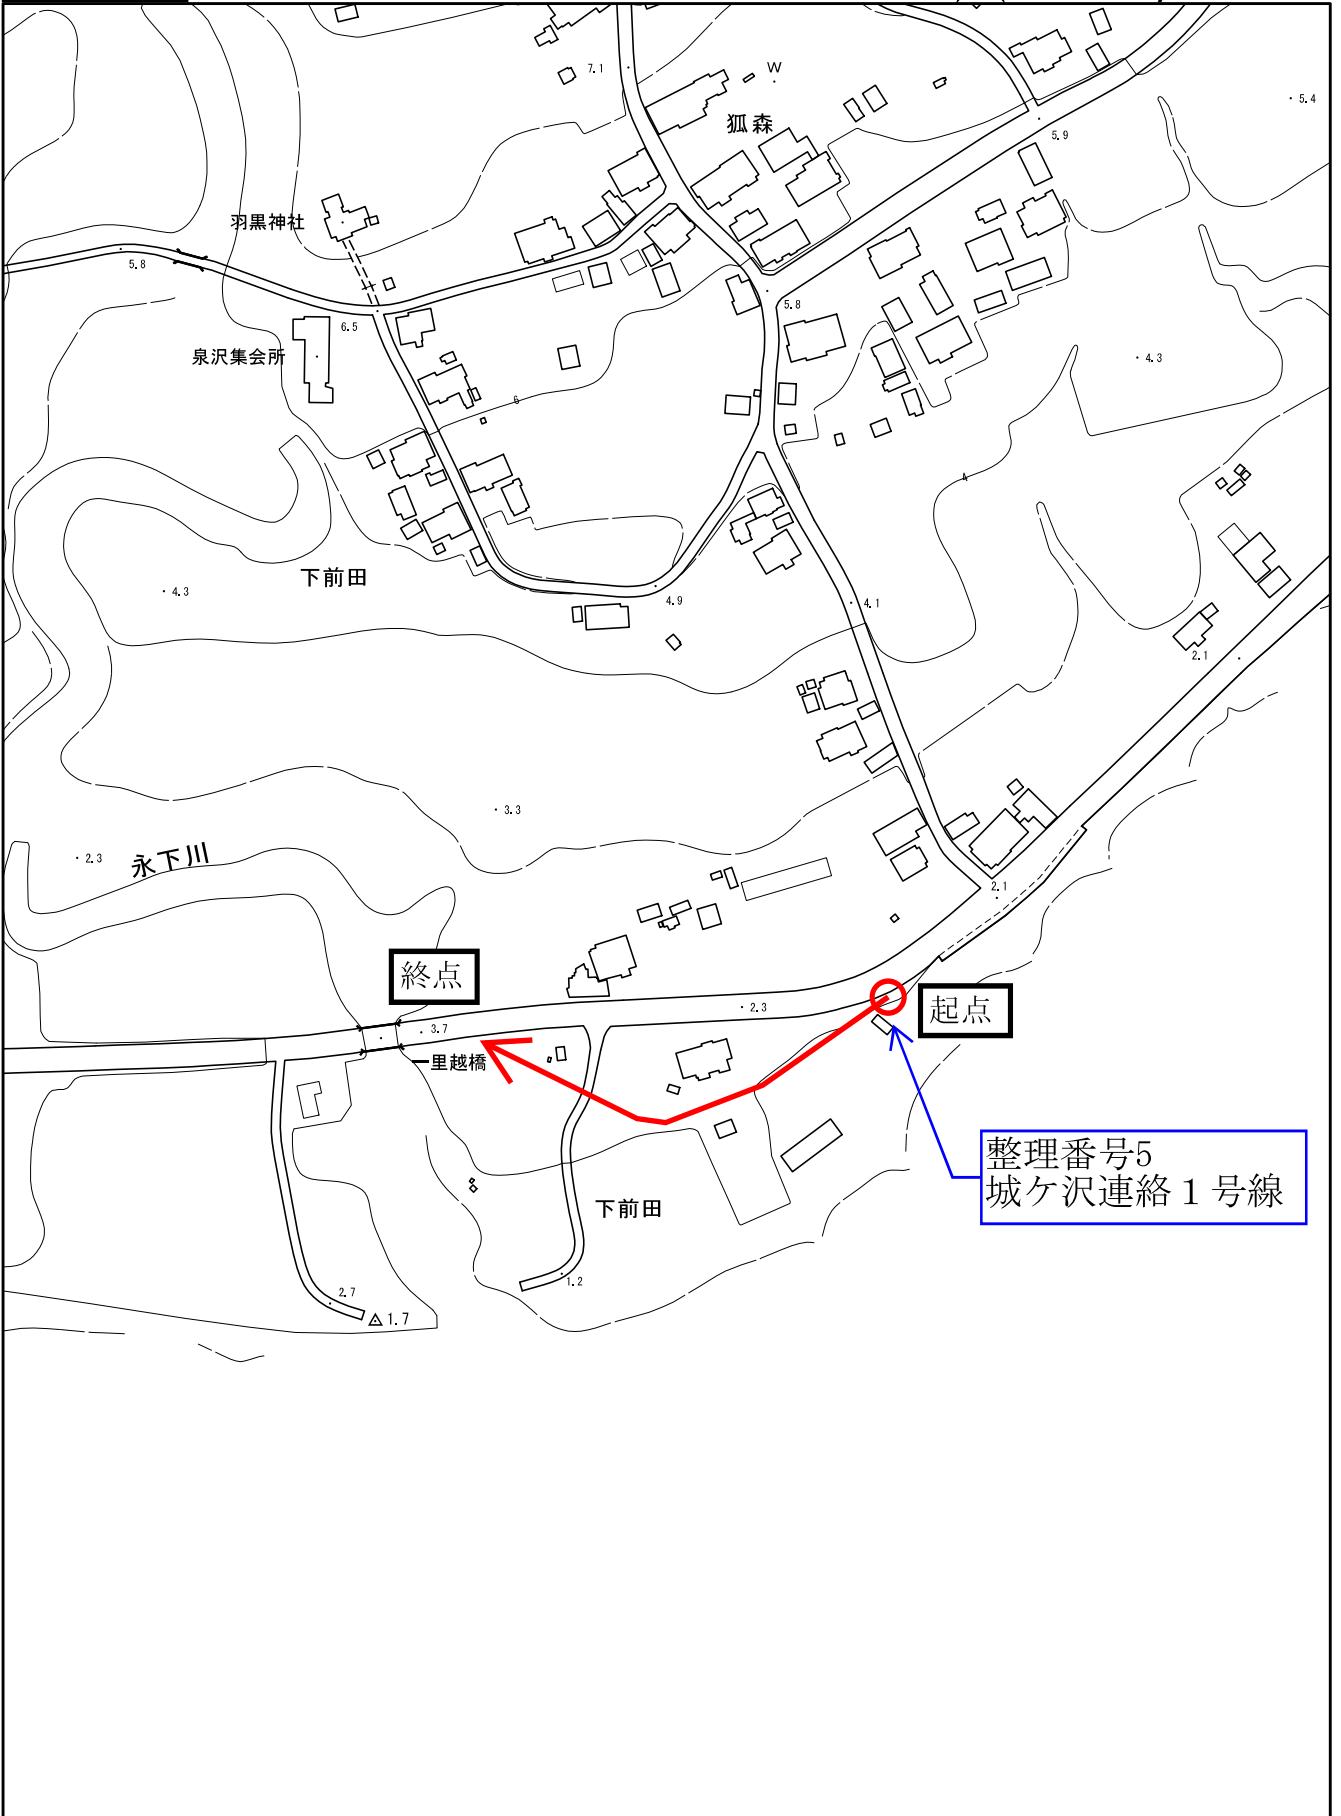 7.1
W
狐森
5.4
5.9
羽黒神社
5.8
5.8
6.5
泉沢集会所
4.3
6
4
下前田
4.3
4.9
4.1
2.1
3.3
永下川
2.3
2.1
終点
2.3
起点
3.7
里越橋
整理番号5
城ケ沢連絡1号線
下前田
1.2
2.7
1.7